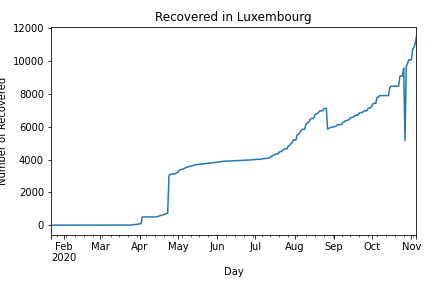 Recovered in Luxembourg
12000
10000
8000
6000
4000
2000
0
Number of Recovered
Feb Mar Apr May Jun Jul Aug Sep Oct Nov
2020
Day